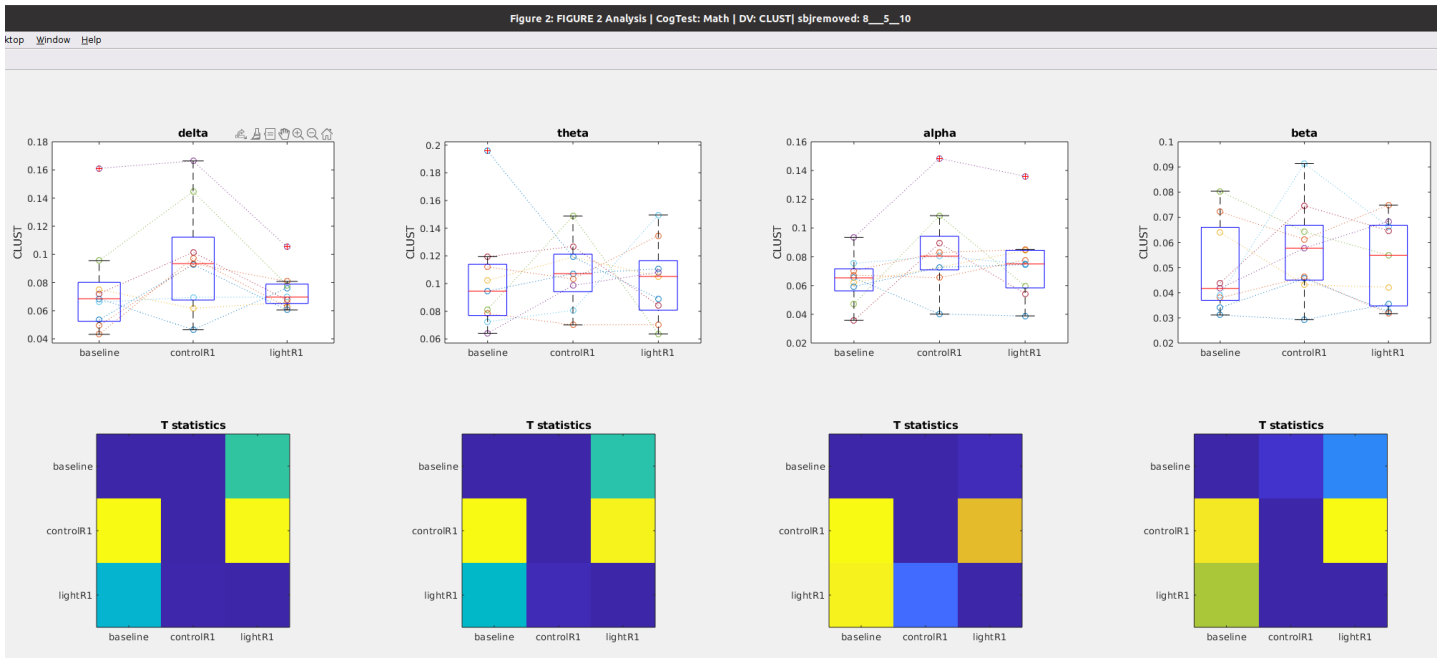 Figure 2: FIGURE 2 Analysis | CogTest: Math | DV: CLUST| sbjremoved: 8___5__10
ktop Window Help
delta
theta
alpha
beta
0.18
0.16
0.14
0.12
0.1
0.08
0.06
0.04
CLUST
baseline controlR1 lightR1
0.2
0.18
0.16
0.14
0.12
0.1
0.08
0.06
CLUST
baseline controlR1 lightR1
0.16
0.14
0.12
0.1
0.08
0.06
0.04
0.02
CLUST
baseline controlR1 lightR1
0.1
0.09
0.08
0.07
0.06
0.05
0.04
0.03
0.02
CLUST
baseline controlR1 lightR1
T statistics
baseline
controlR1
lightR1
baseline controlR1 lightR1
T statistics
baseline
controlR1
lightR1
baseline controlR1 lightR1
T statistics
baseline
controlR1
lightR1
baseline controlR1 lightR1
T statistics
baseline
controlR1
lightR1
baseline controlR1 lightR1